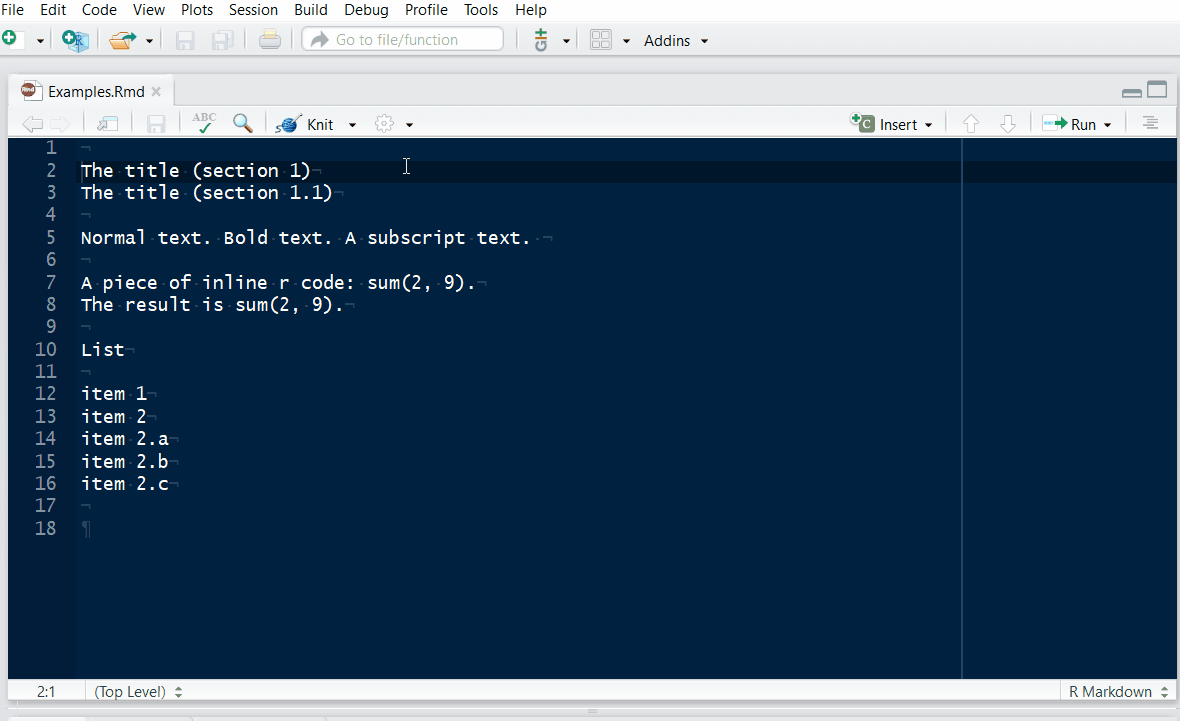 File Edit Code View Plots Session Build Debug Profile Tools Help
Go to file/function Git Addins
Rmd Examples.Rmd
ABC Knit C Insert Run
1
2 The title (section 1)
3 The title (section 1.1)
4
5 Normal text. Bold text. A subscript text.
6
7 A piece of inline r code: sum(2, 9).
8 The result is sum(2, 9).
9
10 List
11
12 item 1
13 item 2
14 item 2.a
15 item 2.b
16 item 2.c
17
18
2:1 (Top Level) R Markdown